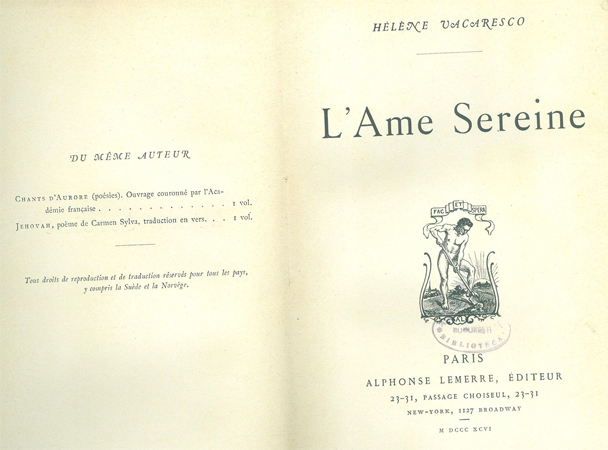 DU MÊME AUTEUR
CHANTS D'AURORE (poésies). Ouvrage couronné par l'Aca-
démie française . . . . . . . . . . . . . 1 vol.
JEHOVAH, poème de Carmen Sylva, traduction en vers. . . 1 vol.
Tous droits de reproduction et de traduction réservés pour tous les pays,
y compris la Suède et la Norvège.
HÉLÈNE VACARESCO
L'Ame Sereine
FAC ET SPERA
AL
BIBLIOTECA
PARIS
ALPHONSE LEMERRE, ÉDITEUR
23-31, PASSAGE CHOISEUL, 23-31
NEW-YORK, 1127 BROADWAY
M DCCC XCVI